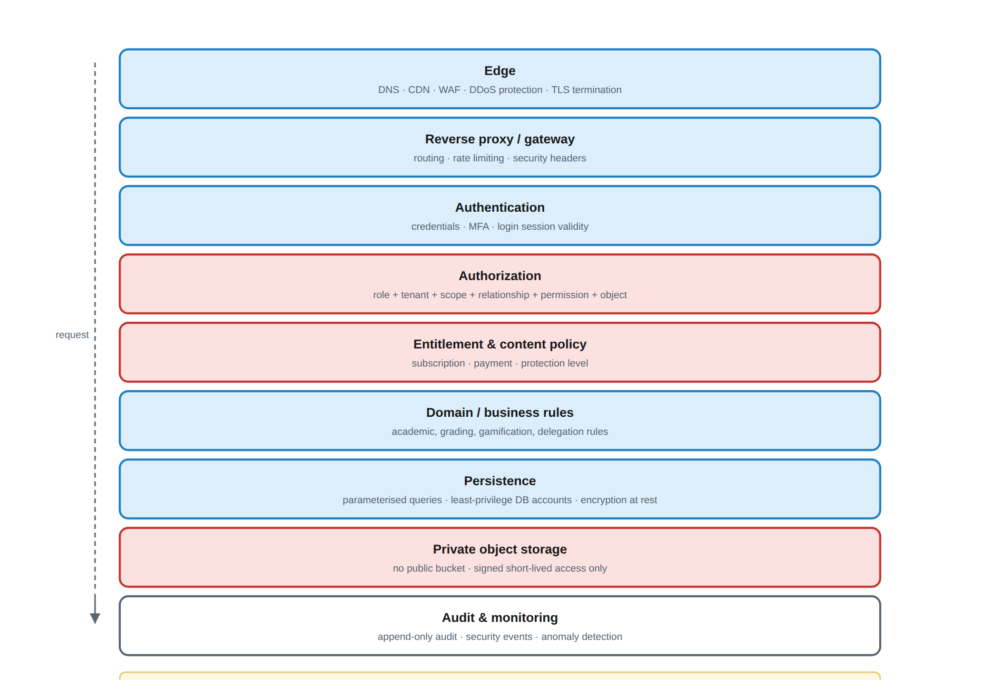 Edge
DNS · CDN · WAF · DDoS protection · TLS termination
Reverse proxy / gateway
routing · rate limiting · security headers
Authentication
credentials · MFA · login session validity
Authorization
role + tenant + scope + relationship + permission + object
request
Entitlement & content policy
subscription · payment · protection level
Domain / business rules
academic, grading, gamification, delegation rules
Persistence
parameterised queries · least-privilege DB accounts · encryption at rest
Private object storage
no public bucket · signed short-lived access only
Audit & monitoring
append-only audit · security events · anomaly detection